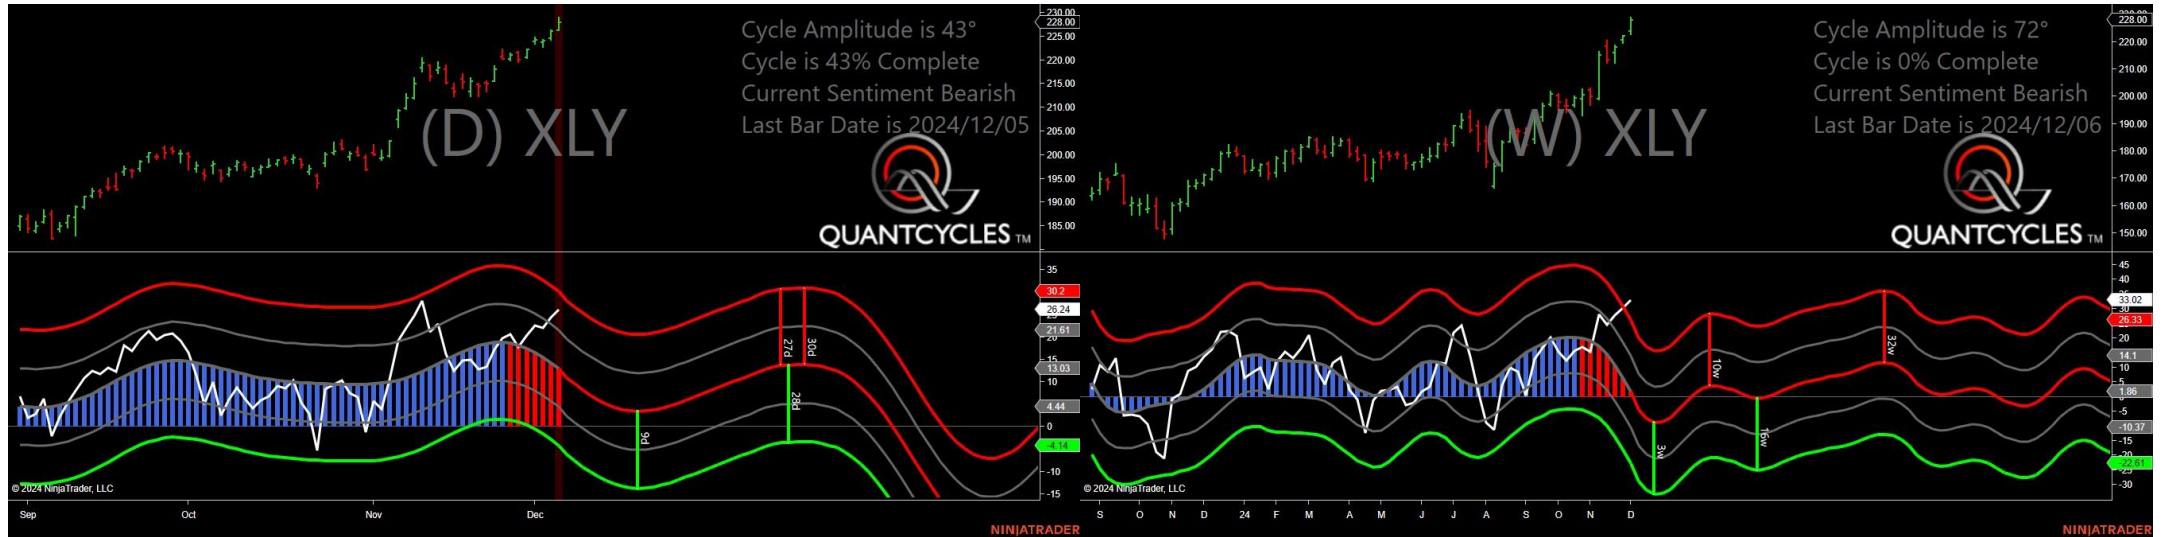 Cycle Amplitude is 43°
Cycle is 43% Complete
Current Sentiment Bearish
Last Bar Date is 2024/12/05
(D) XLY
QUANTCYCLES TM
230.00
228.00
225.00
220.00
215.00
210.00
205.00
200.00
195.00
190.00
185.00
35
30.2
26.24
21.61
20
15
13.03
10
4.44
0
-4.14
-10
-15
27d
30d
28d
9d
© 2024 NinjaTrader, LLC
Sep Oct Nov Dec
NINJATRADER
Cycle Amplitude is 72°
Cycle is 0% Complete
Current Sentiment Bearish
Last Bar Date is 2024/12/06
(W) XLY
QUANTCYCLES TM
228.00
220.00
210.00
200.00
190.00
180.00
170.00
160.00
150.00
45
40
33.02
30
26.33
20
14.1
10
5
1.86
-5
-10.37
-15
-20
-22.61
-30
10w
32w
3w
16w
© 2024 NinjaTrader, LLC
S O N D 24 F M A M J J A S O N D
NINJATRADER